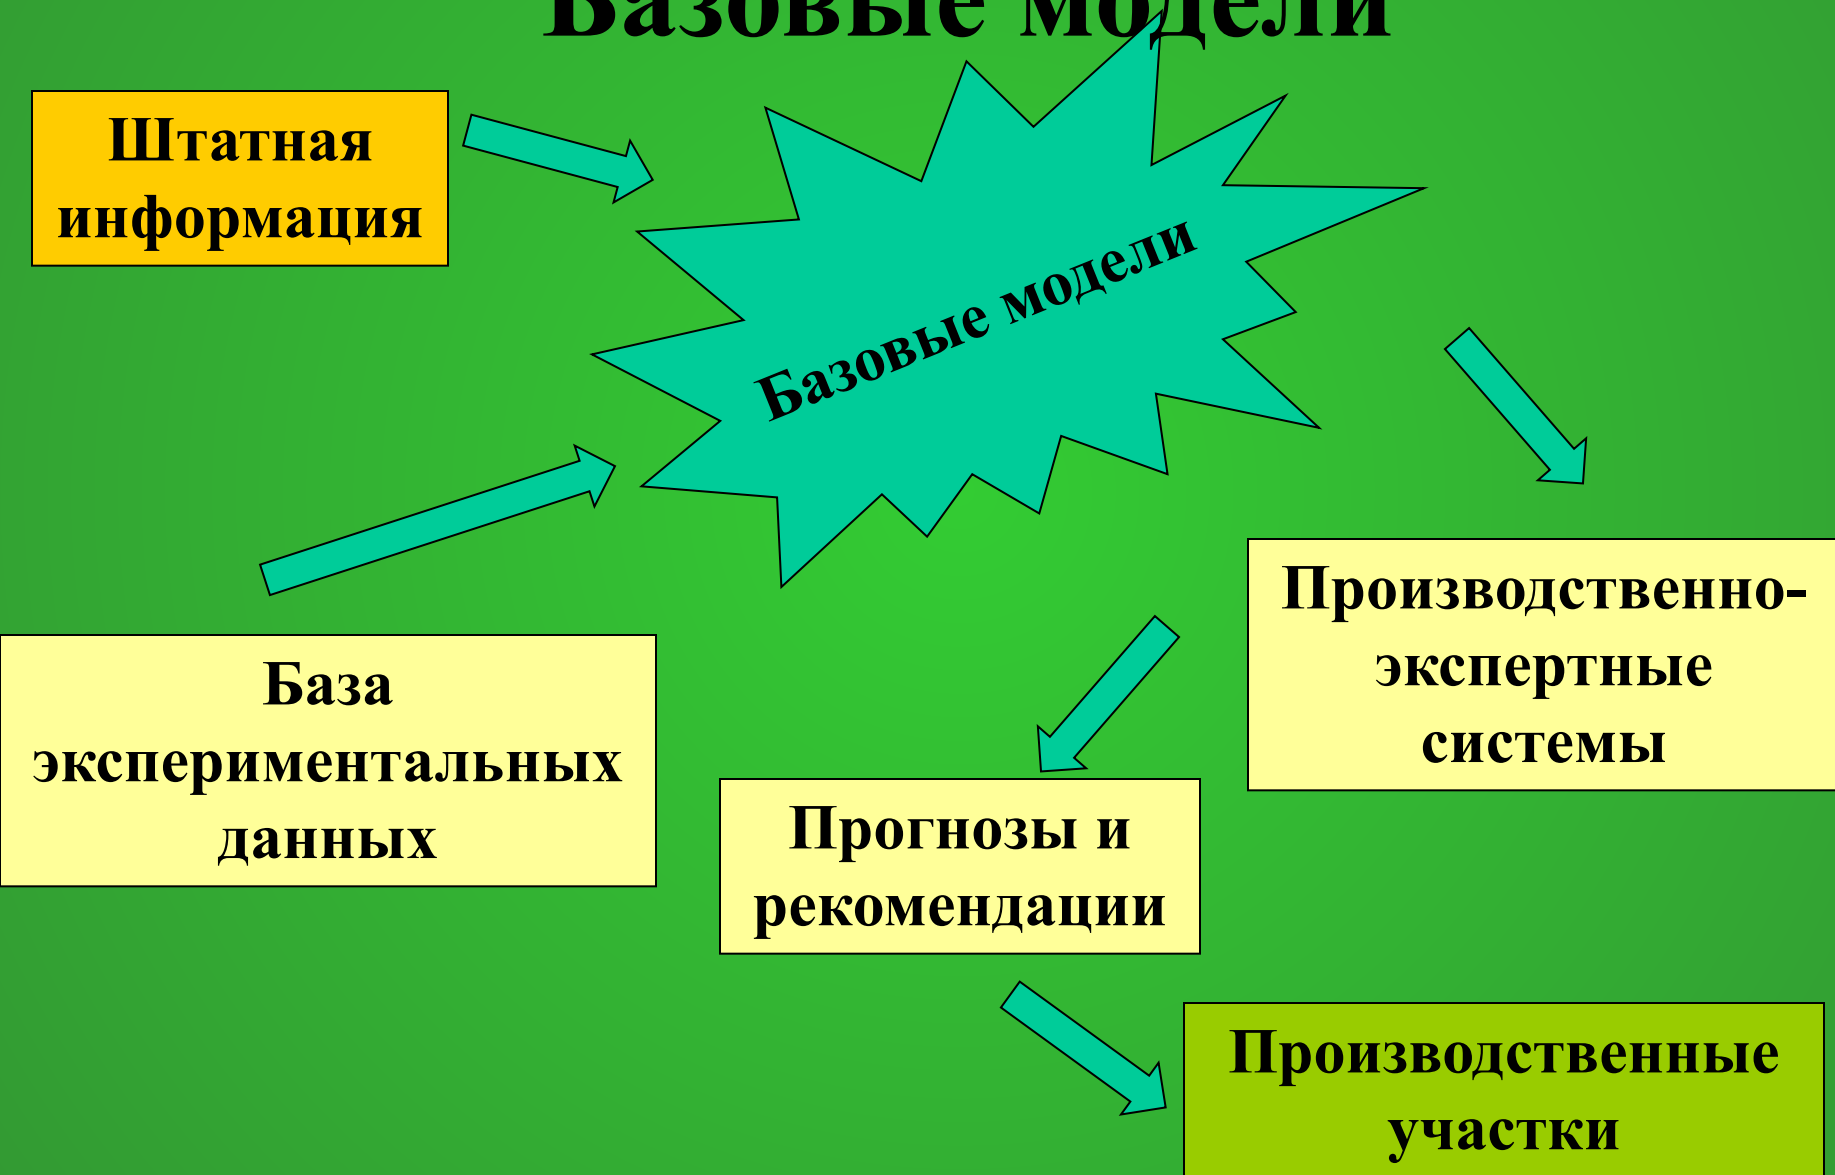 Базовые модели
Штатная
информация
Базовые модели
База
экспериментальных
данных
Производственно-
экспертные
системы
Прогнозы и
рекомендации
Производственные
участки